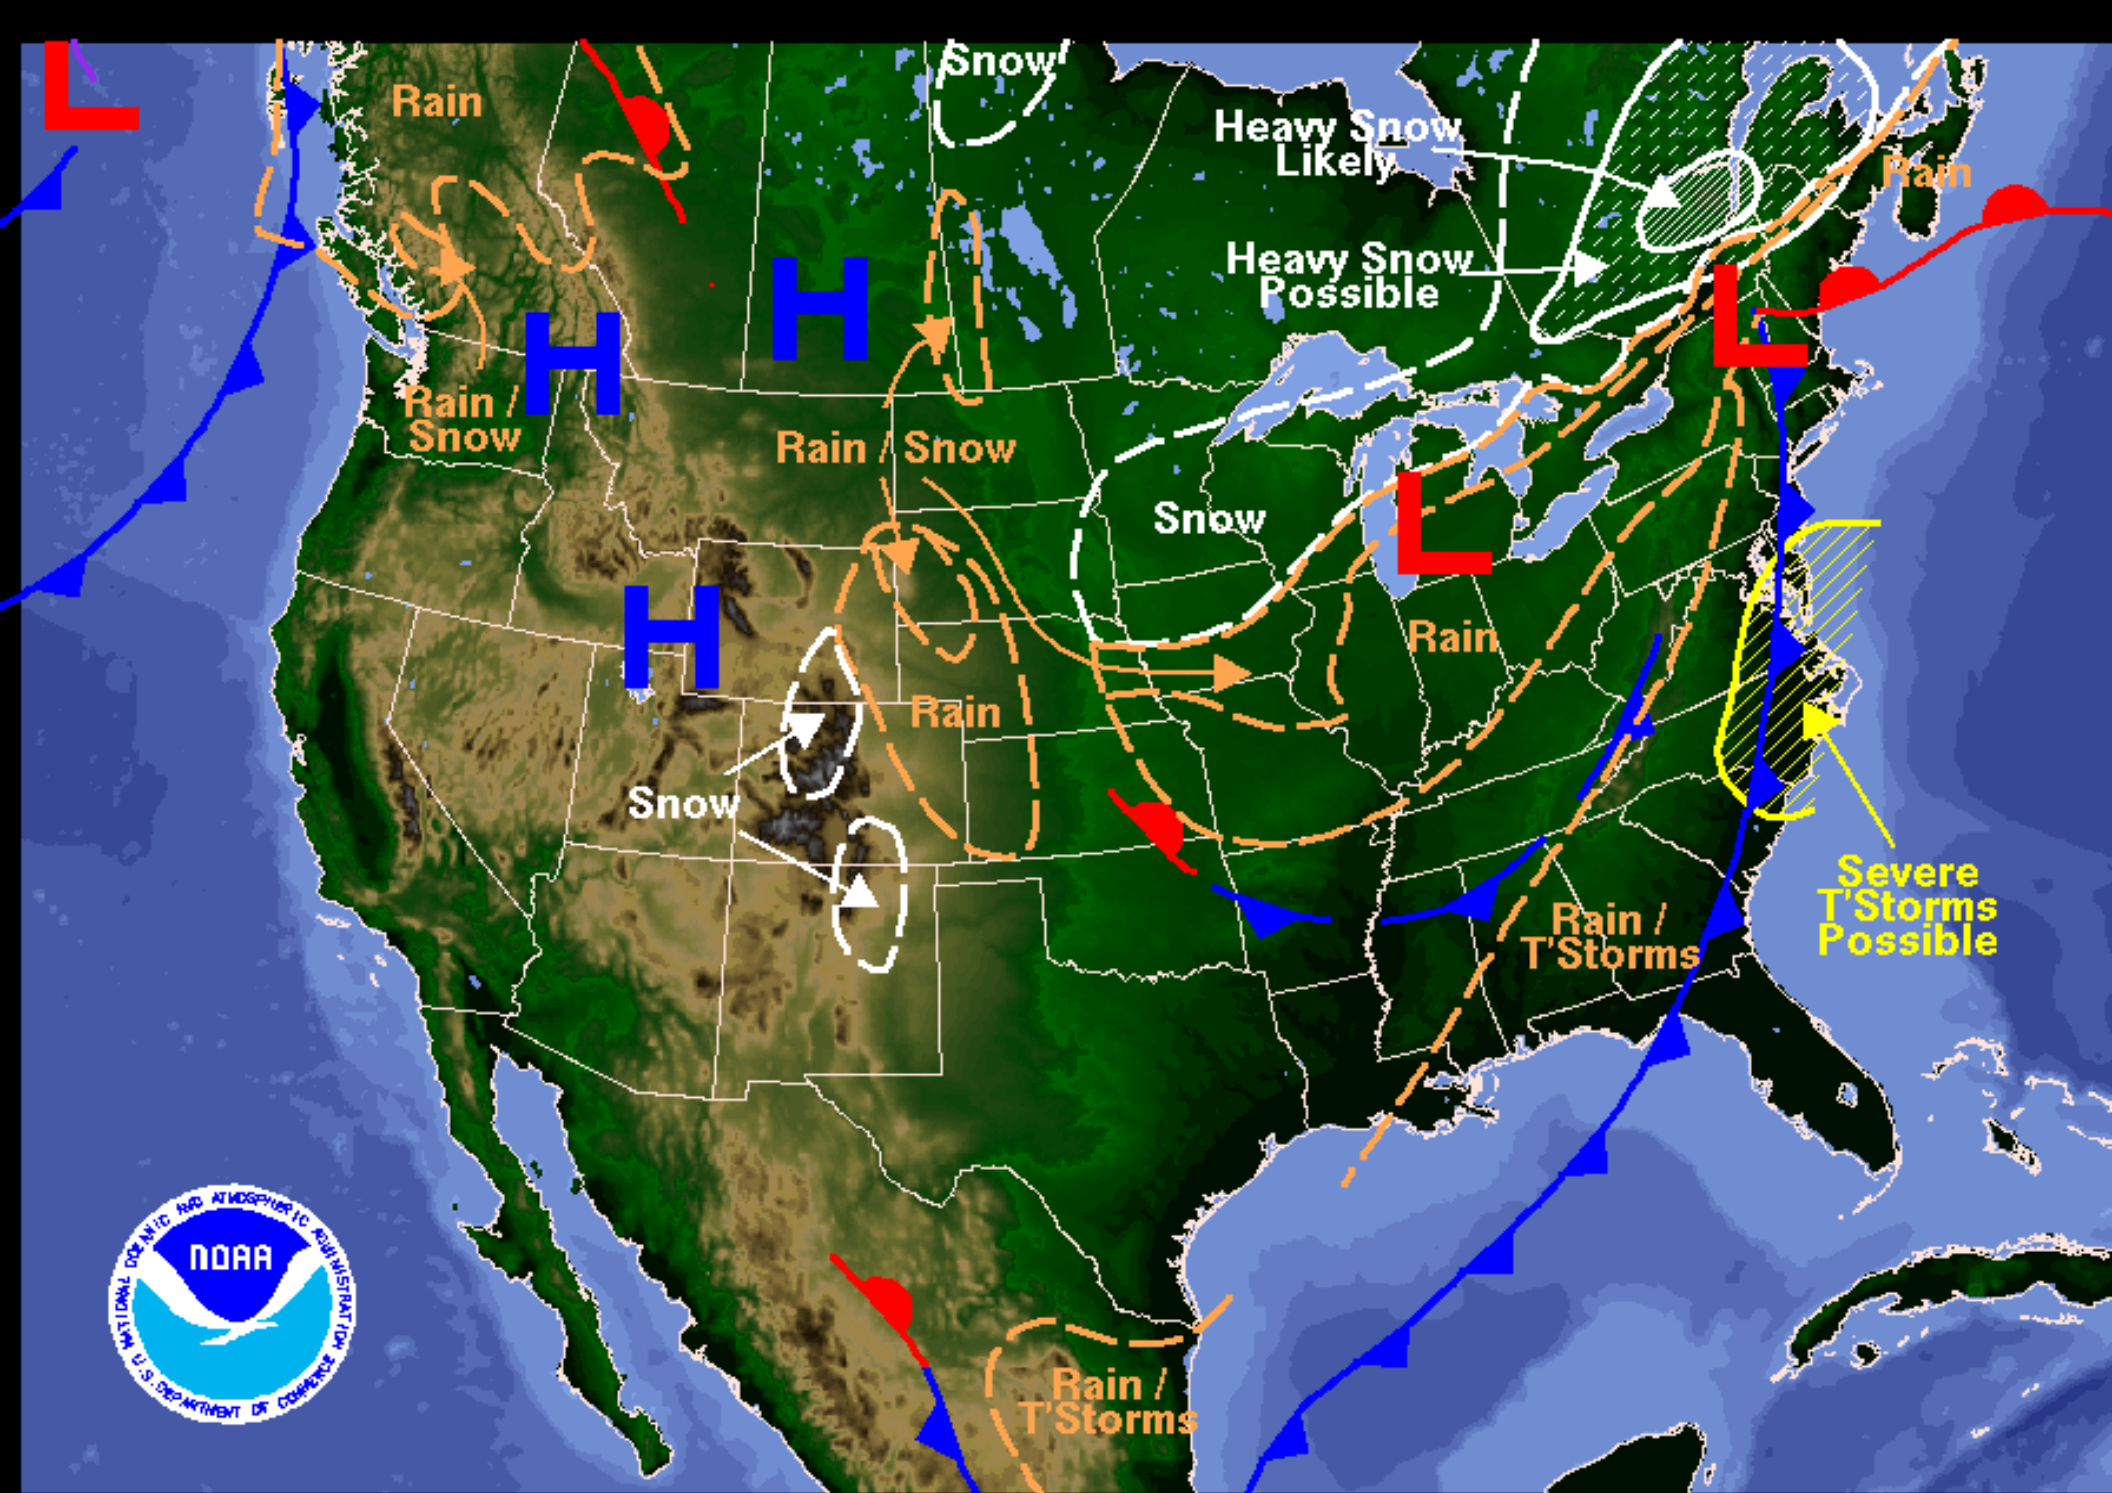 L
Snow
Rain
Heavy Snow
Likely
Rain
Heavy Snow
Possible
H
L
H
Rain /
Snow
Rain / Snow
L
Snow
H
Rain
Rain
Snow
Severe
T'Storms
Possible
Rain /
T'Storms
NATIONAL OCEANIC AND ATMOSPHERIC ADMINISTRATION
NOAA
U.S. DEPARTMENT OF COMMERCE
Rain /
T'Storms